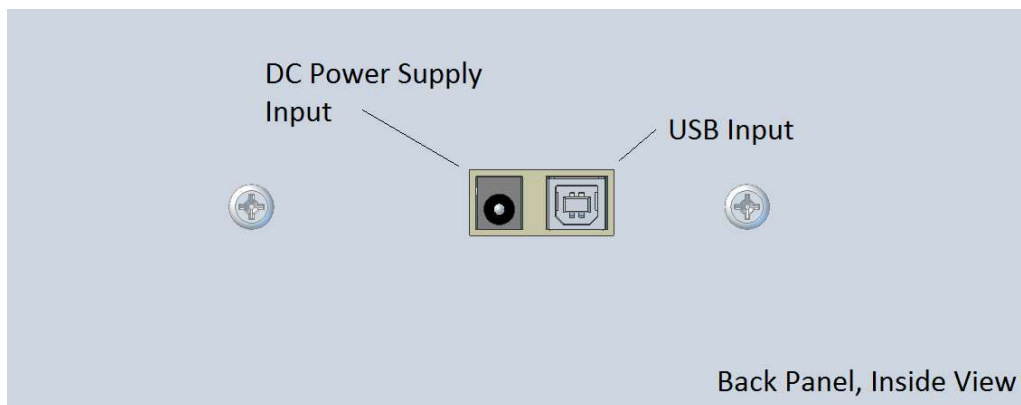 DC Power Supply
Input
USB Input
Back Panel, Inside View